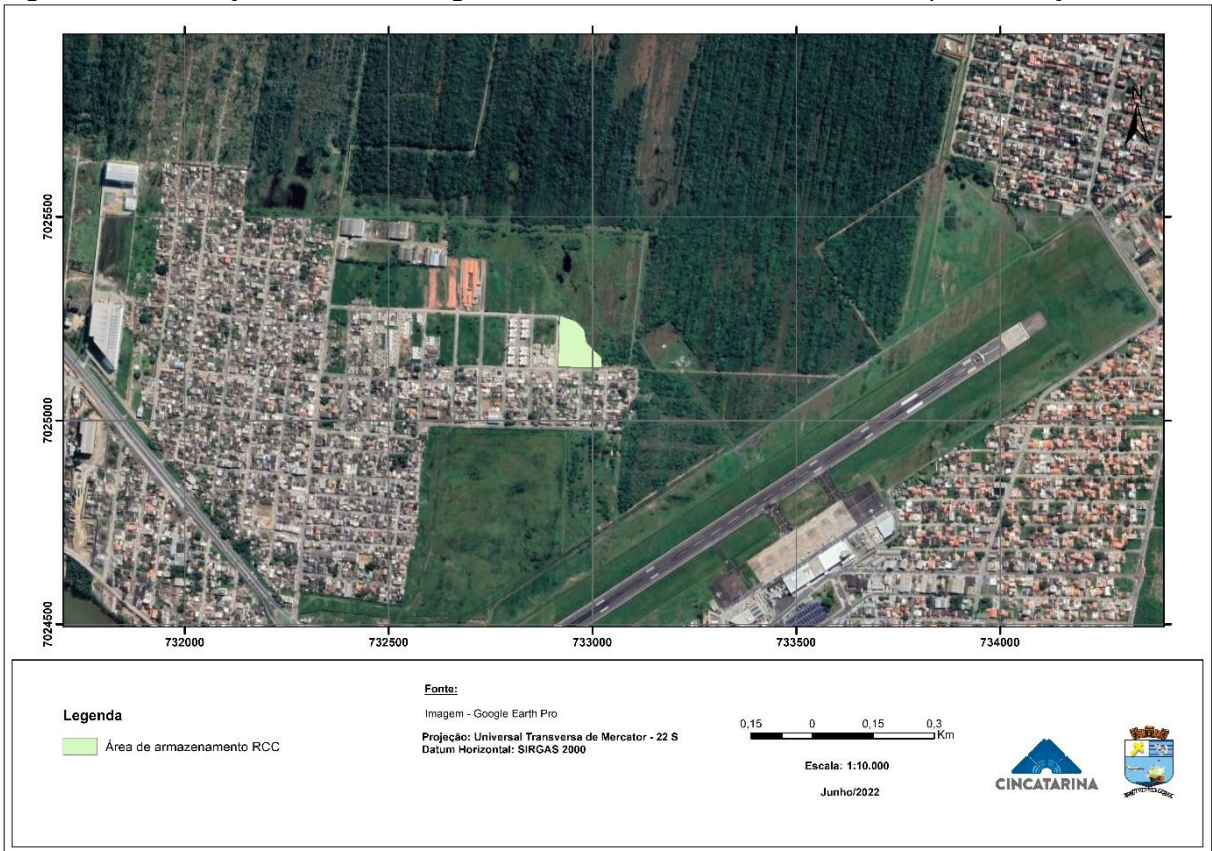 N
7025500
7025000
7024500
732000
732500
733000
733500
734000
Legenda
Área de armazenamento RCC
Fonte:
Imagem - Google Earth Pro
Projeção: Universal Transversa de Mercator - 22 S
Datum Horizontal: SIRGAS 2000
0,15 0 0,15 0,3
Km
Escala: 1:10.000
Junho/2022
CINCATARINA